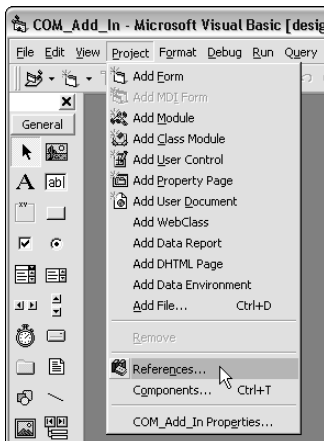 COM_Add_In - Microsoft Visual Basic [desig
File Edit View Project Format Debug Run Query
Add Form
Add MDI Form
General
Add Module
Add Class Module
Add User Control
Add Property Page
A ab| Add User Document
Add WebClass
Add Data Report
Add DHTML Page
Add Data Environment
Add File... Ctrl+D
Remove
References...
Components... Ctrl+T
COM_Add_In Properties...